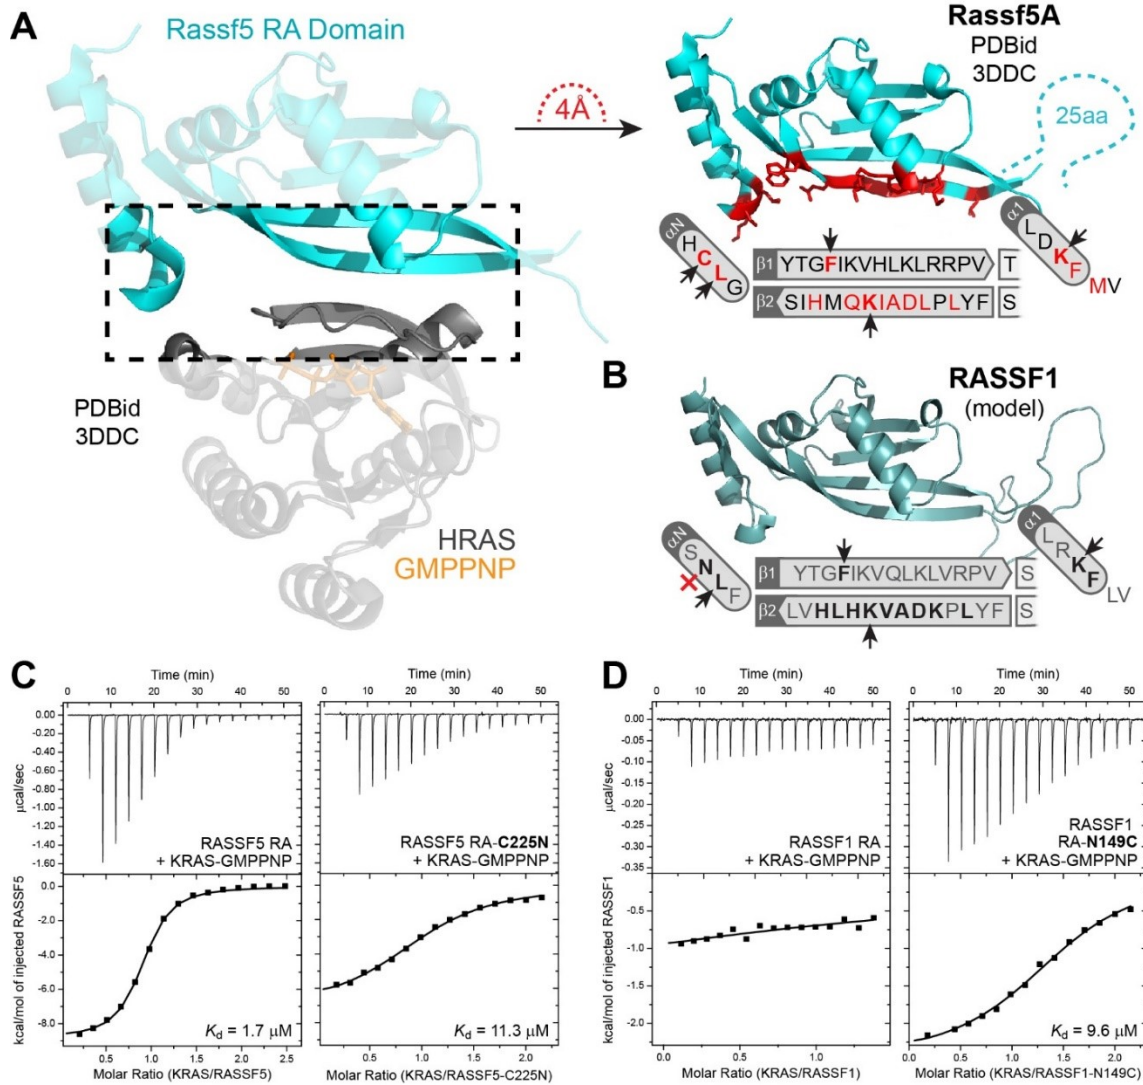 A
Rassf5 RA Domain
4Å
Rassf5A
PDBid
3DDC
25aa
αN
H
C
L
G
β1 YTGFIKVHLKLRRPV T
β2 SIHMQKIADLPLYF S
α1
L
D
K
F
MV
PDBid
3DDC
HRAS
GMPPNP
B
RASSF1
(model)
αN
S
N
L
F
β1 YTGFIKVQLKLVRPV S
β2 LVHLHKVADKPLYF S
α1
L
R
K
F
LV
C
Time (min)
0 10 20 30 40 50
0.00
-0.20
-0.40
-0.60
-0.80
-1.00
-1.20
-1.40
-1.60
µcal/sec
RASSF5 RA
+ KRAS-GMPPNP
0.0
-2.0
-4.0
-6.0
-8.0
kcal/mol of injected RASSF5
Kd = 1.7 µM
0.0 0.5 1.0 1.5 2.0 2.5
Molar Ratio (KRAS/RASSF5)
Time (min)
0 10 20 30 40 50
RASSF5 RA-C225N
+ KRAS-GMPPNP
Kd = 11.3 µM
0.5 1.0 1.5 2.0
Molar Ratio (KRAS/RASSF5-C225N)
D
Time (min)
0 10 20 30 40 50
0.00
-0.05
-0.10
-0.15
-0.20
-0.25
-0.30
-0.35
µcal/sec
RASSF1 RA
+ KRAS-GMPPNP
0.0
-0.5
-1.0
-1.5
-2.0
kcal/mol of injected RASSF1
0.0 0.5 1.0
Molar Ratio (KRAS/RASSF1)
Time (min)
0 10 20 30 40 50
RASSF1
RA-N149C
+ KRAS-GMPPNP
Kd = 9.6 µM
0.5 1.0 1.5 2.0
Molar Ratio (KRAS/RASSF1-N149C)